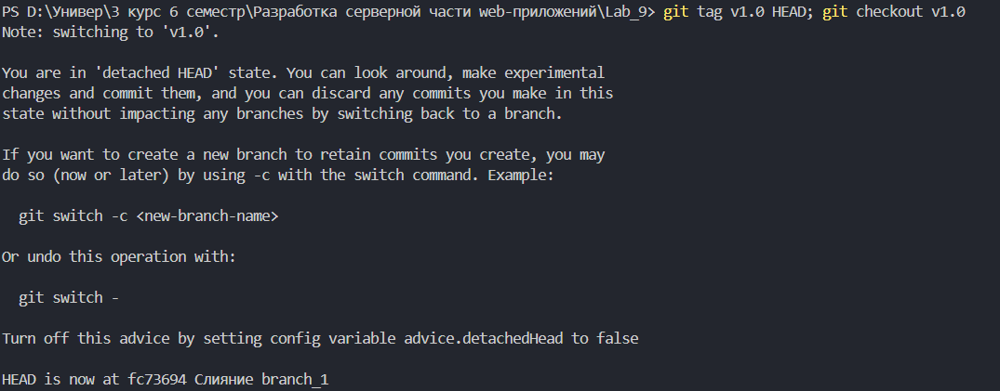 PS D:\Универ\3 курс 6 семестр\Разработка серверной части web-приложений\Lab_9> git tag v1.0 HEAD; git checkout v1.0
Note: switching to 'v1.0'.
You are in 'detached HEAD' state. You can look around, make experimental
changes and commit them, and you can discard any commits you make in this
state without impacting any branches by switching back to a branch.
If you want to create a new branch to retain commits you create, you may
do so (now or later) by using -c with the switch command. Example:
git switch -c <new-branch-name>
Or undo this operation with:
git switch -
Turn off this advice by setting config variable advice.detachedHead to false
HEAD is now at fc73694 Слияние branch_1